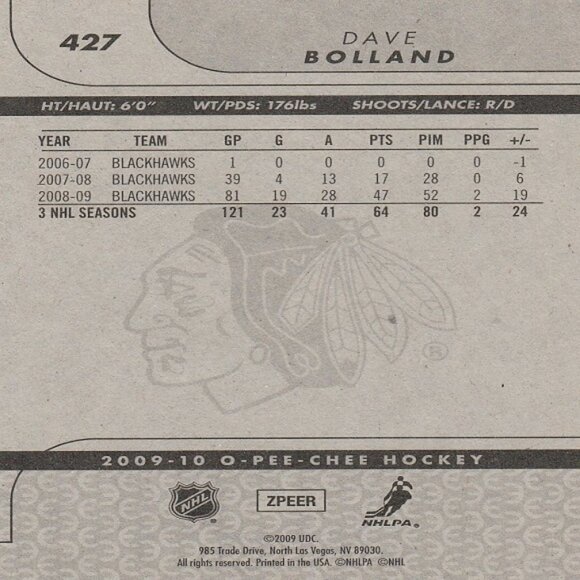 427
DAVE
BOLLAND
HT/HAUT: 6'0" WT/PDS: 176lbs SHOOTS/LANCE: R/D
YEAR TEAM GP G A PTS PIM PPG +/-
2006-07 BLACKHAWKS 1 0 0 0 0 0 -1
2007-08 BLACKHAWKS 39 4 13 17 28 0 6
2008-09 BLACKHAWKS 81 19 28 47 52 2 19
3 NHL SEASONS 121 23 41 64 80 2 24
®
2009-10 O-PEE-CHEE HOCKEY
NHL ZPEER NHLPA®
©2009 UDC.
985 Trade Drive, North Las Vegas, NV 89030.
All rights reserved. Printed in the USA. ©NHLPA ©NHL